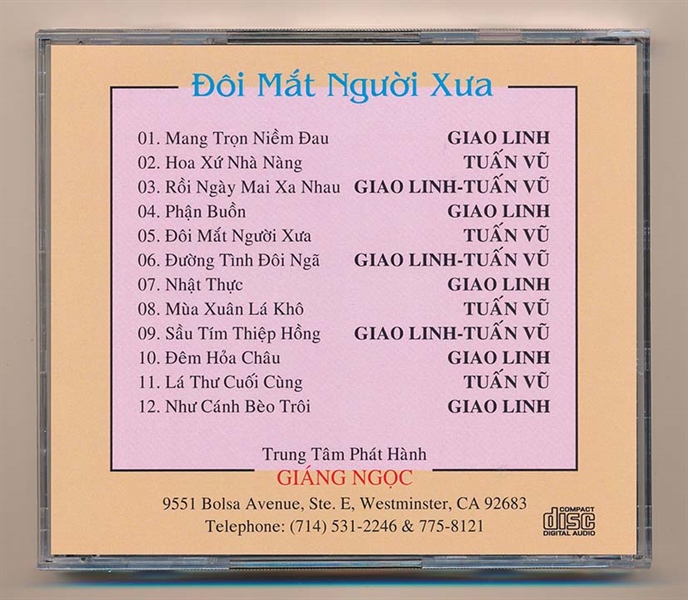 Đôi Mắt Người Xưa
01. Mang Trọn Niềm Đau GIAO LINH
02. Hoa Xứ Nhà Nàng TUẤN VŨ
03. Rồi Ngày Mai Xa Nhau GIAO LINH-TUẤN VŨ
04. Phận Buồn GIAO LINH
05. Đôi Mắt Người Xưa TUẤN VŨ
06. Đường Tình Đôi Ngã GIAO LINH-TUẤN VŨ
07. Nhật Thực GIAO LINH
08. Mùa Xuân Lá Khô TUẤN VŨ
09. Sầu Tím Thiệp Hồng GIAO LINH-TUẤN VŨ
10. Đêm Hỏa Châu GIAO LINH
11. Lá Thư Cuối Cùng TUẤN VŨ
12. Như Cánh Bèo Trôi GIAO LINH
Trung Tâm Phát Hành
GIÁNG NGỌC
9551 Bolsa Avenue, Ste. E, Westminster, CA 92683
Telephone: (714) 531-2246 & 775-8121
COMPACT
disc
DIGITAL AUDIO